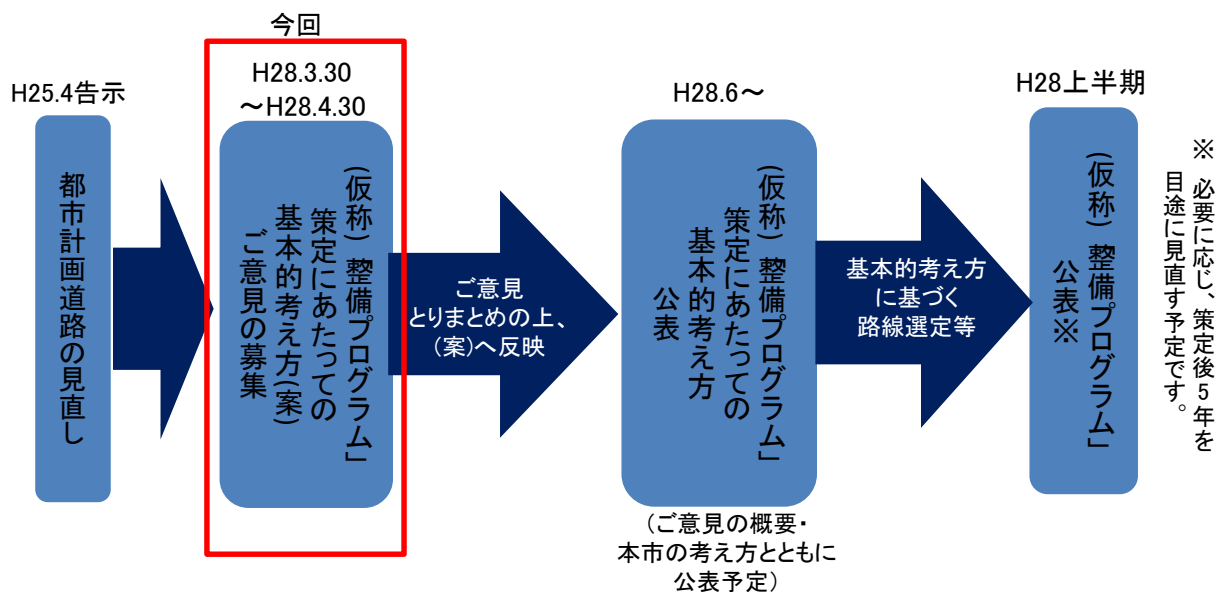 今回
H25.4告示
都市計画道路の見直し
H28.3.30
～H28.4.30
（仮称）整備プログラム」
策定にあたっての
基本的考え方(案)
ご意見の募集
ご意見
とりまとめの上、
(案)へ反映
H28.6～
（仮称）整備プログラム」
策定にあたっての
基本的考え方
公表
（ご意見の概要・
本市の考え方とともに
公表予定）
基本的考え方
に基づく
路線選定等
H28上半期
（仮称）整備プログラム」
公表※
※ 必要に応じ、策定後5年を
目途に見直す予定です。